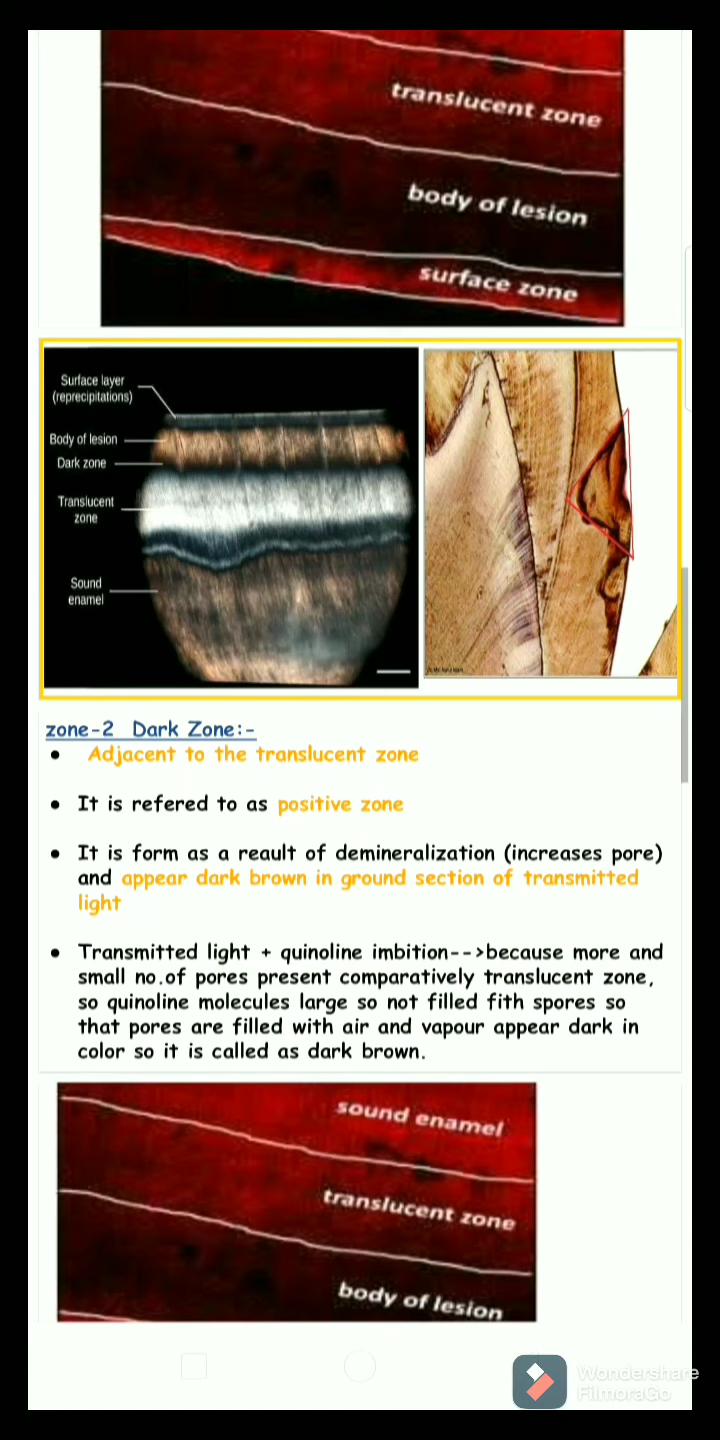 translucent zone
body of lesion
surface zone
Surface layer
(reprecipitations)
Body of lesion
Dark zone
Translucent
zone
Sound
enamel
zone-2 Dark Zone:-
• Adjacent to the translucent zone
• It is refered to as positive zone
• It is form as a reault of demineralization (increases pore)
and appear dark brown in ground section of transmitted
light
• Transmitted light + quinoline imbition-->because more and
small no.of pores present comparatively translucent zone,
so quinoline molecules large so not filled fith spores so
that pores are filled with air and vapour appear dark in
color so it is called as dark brown.
sound enamel
translucent zone
body of lesion
Wondershare
FilmoraGo